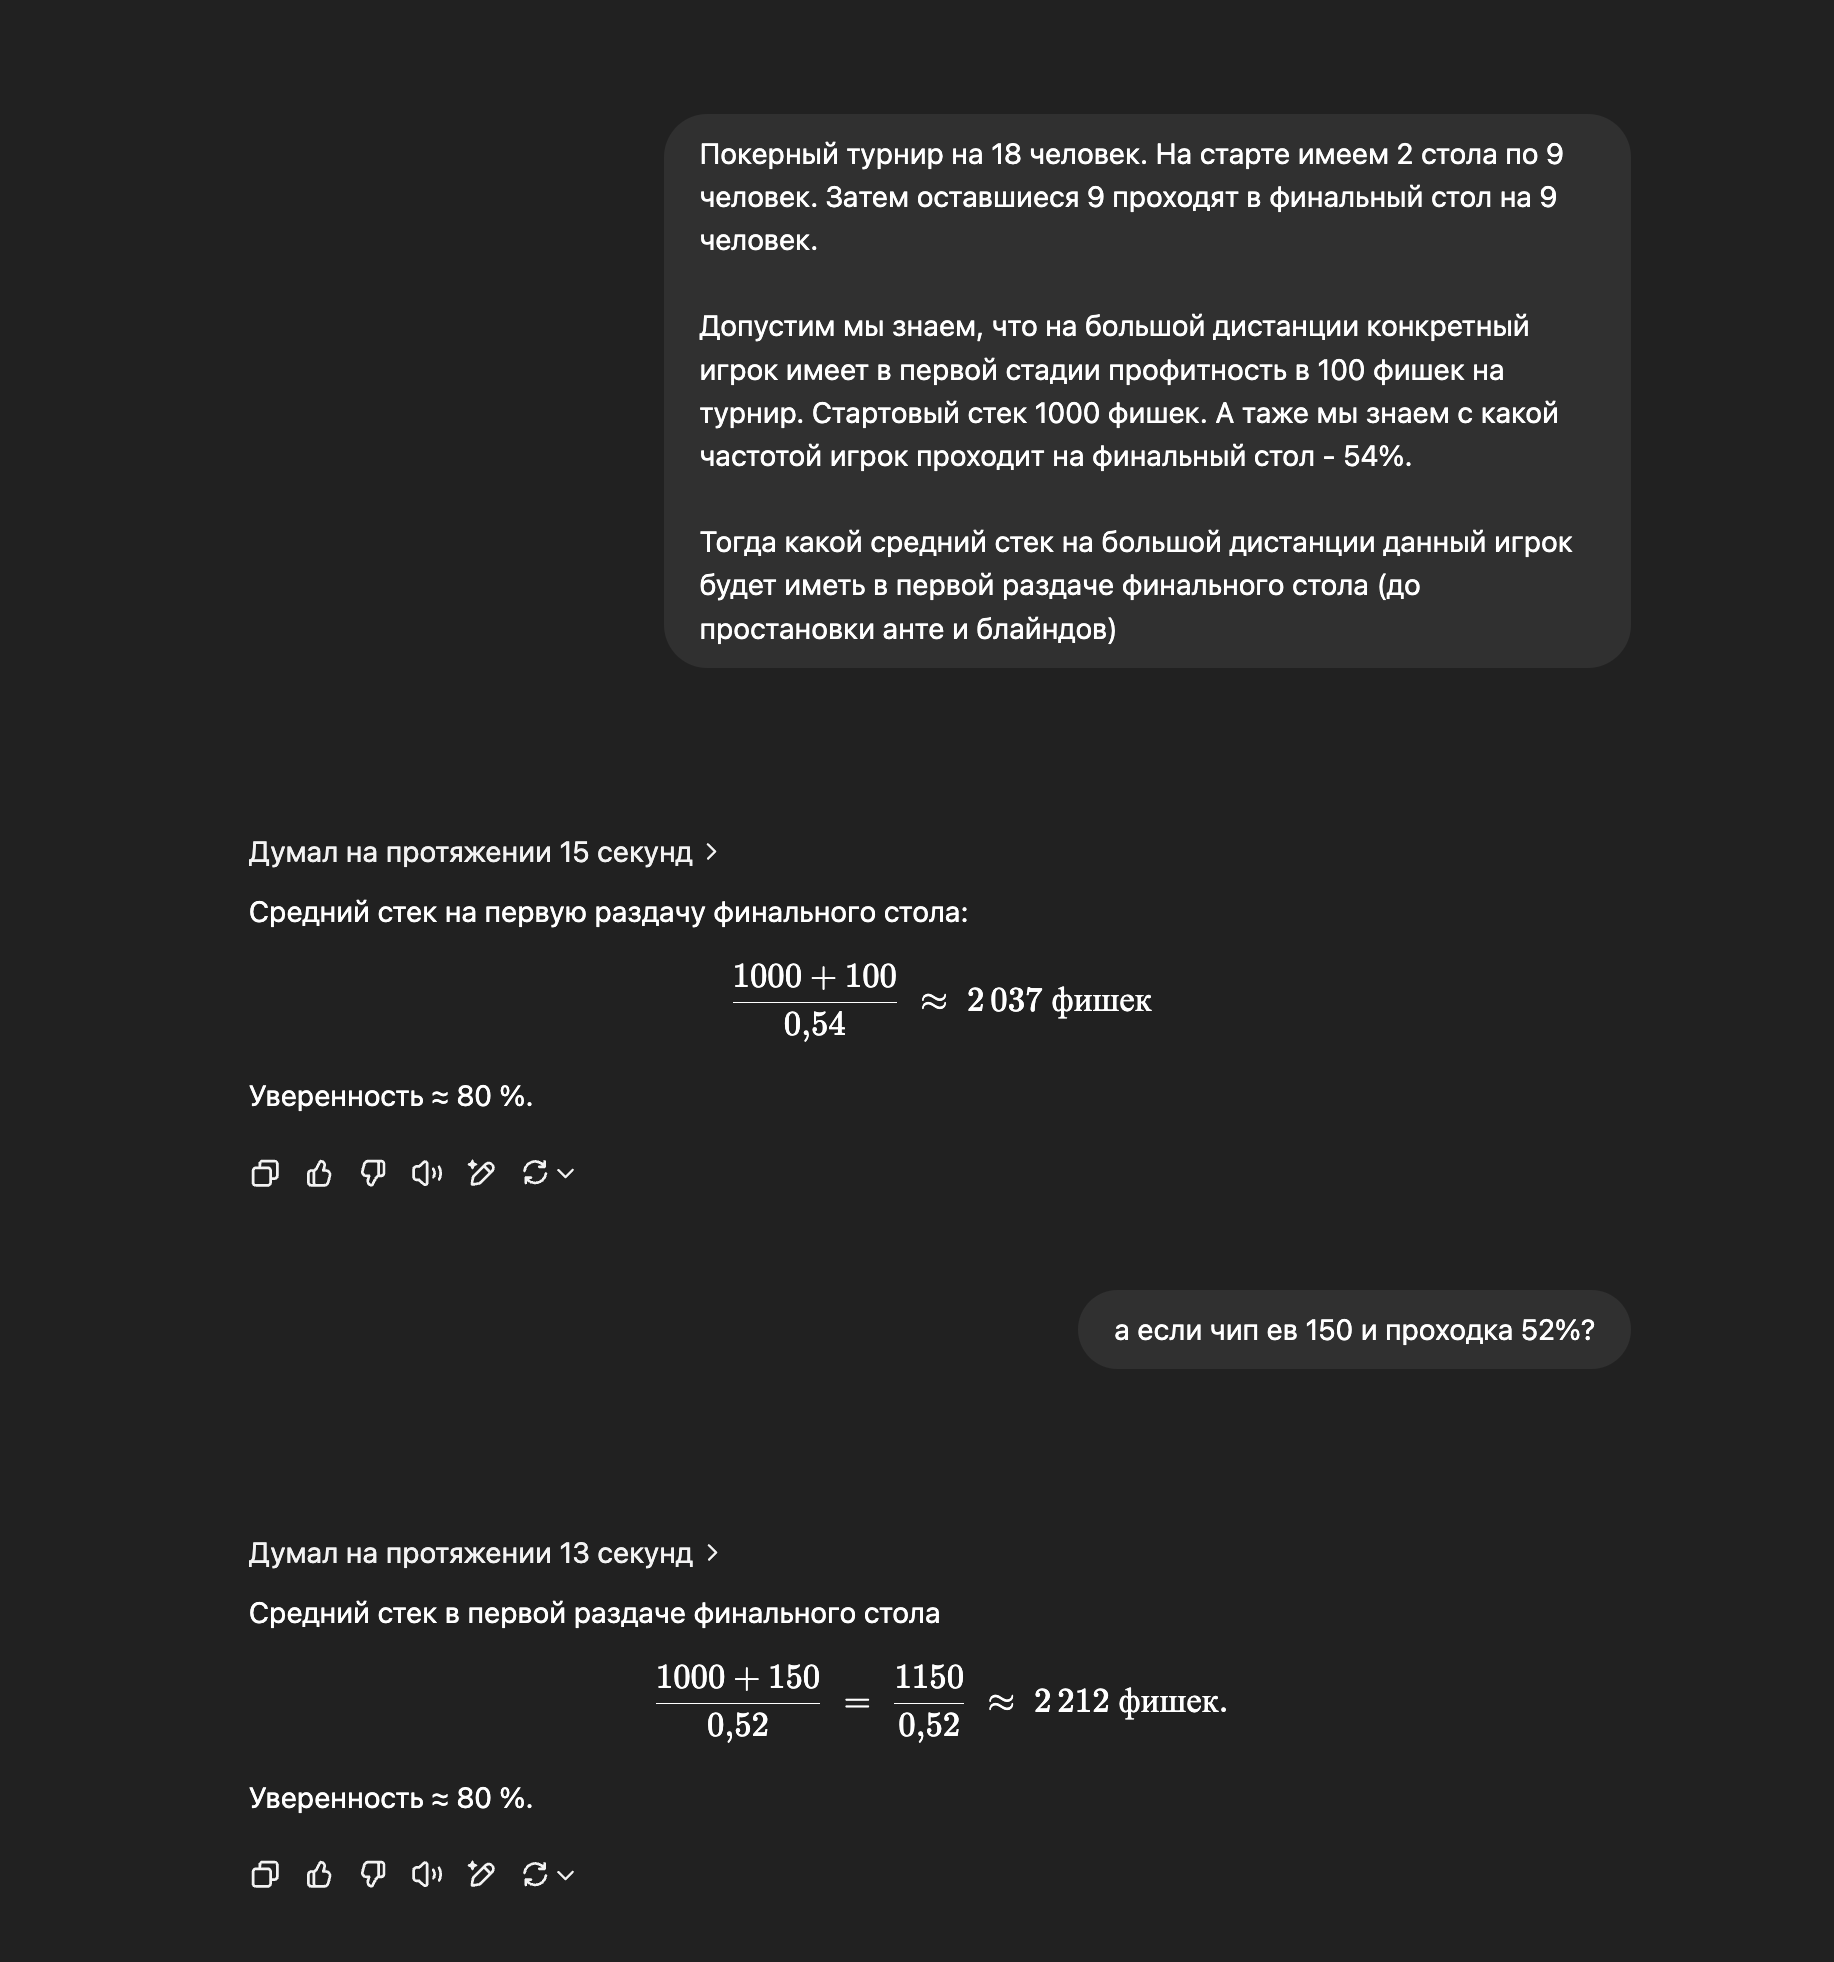 Покерный турнир на 18 человек. На старте имеем 2 стола по 9
человек. Затем оставшиеся 9 проходят в финальный стол на 9
человек.
Допустим мы знаем, что на большой дистанции конкретный
игрок имеет в первой стадии профитность в 100 фишек на
турнир. Стартовый стек 1000 фишек. А таже мы знаем с какой
частотой игрок проходит на финальный стол - 54%.
Тогда какой средний стек на большой дистанции данный игрок
будет иметь в первой раздаче финального стола (до
простановки анте и блайндов)
Думал на протяжении 15 секунд >
Средний стек на первую раздачу финального стола:
1000 + 100
0,54
≈ 2 037 фишек
Уверенность ≈ 80 %.
а если чип ев 150 и проходка 52%?
Думал на протяжении 13 секунд >
Средний стек в первой раздаче финального стола
1000 + 150
0,52
=
1150
0,52
≈ 2 212 фишек.
Уверенность ≈ 80 %.